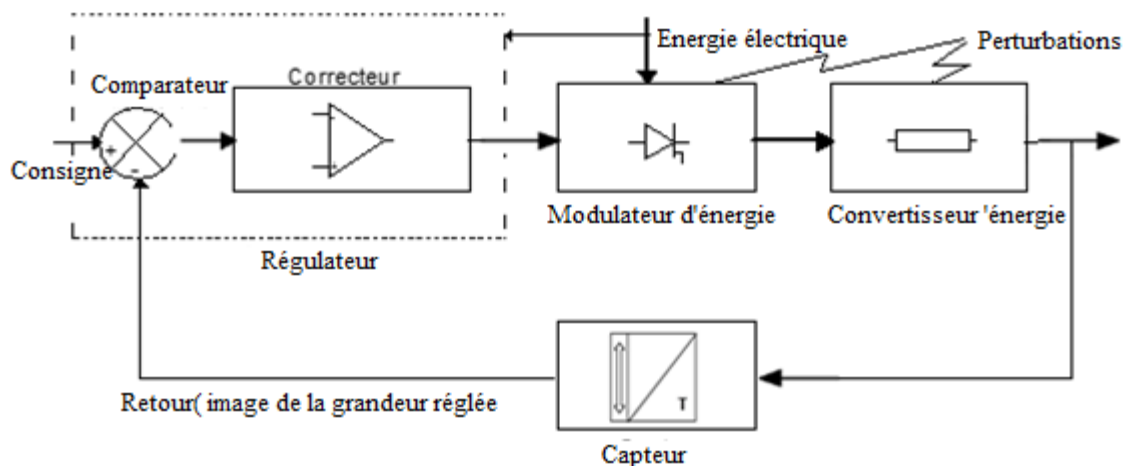 Energie électrique
Perturbations
Correcteur
Comparateur
+
Consigne
-
Modulateur d'énergie
Convertisseur 'énergie
Régulateur
T
Retour( image de la grandeur réglée
Capteur